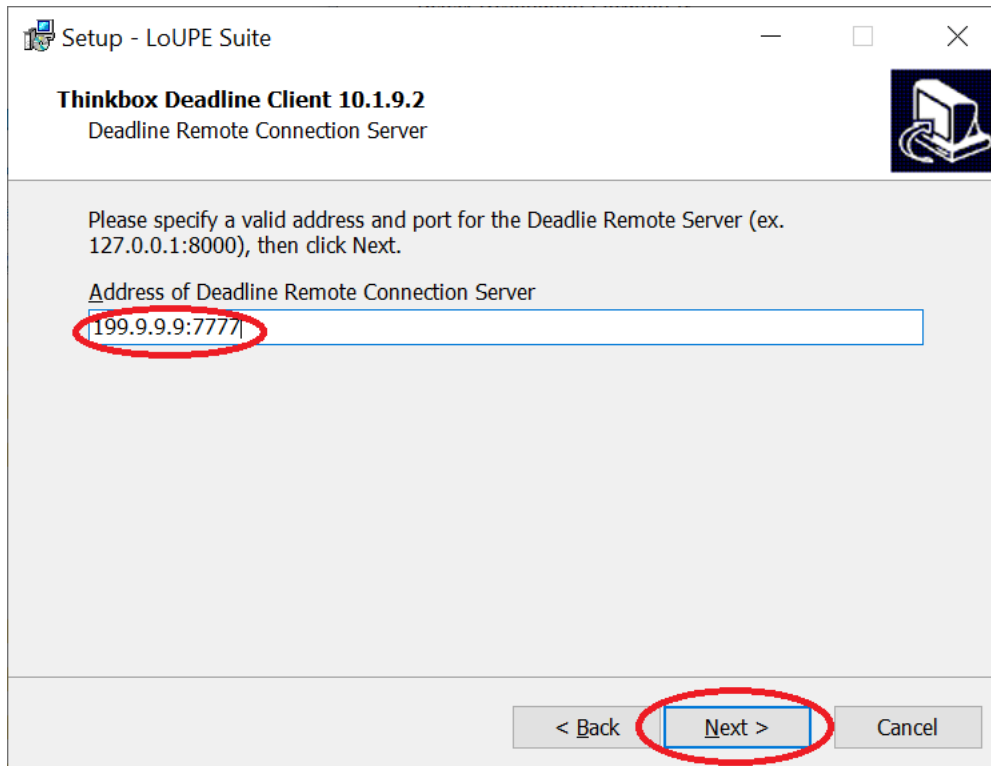 Setup - LoUPE Suite
Thinkbox Deadline Client 10.1.9.2
Deadline Remote Connection Server
Please specify a valid address and port for the Deadlie Remote Server (ex.
127.0.0.1:8000), then click Next.
Address of Deadline Remote Connection Server
199.9.9.9:7777
< Back Next > Cancel